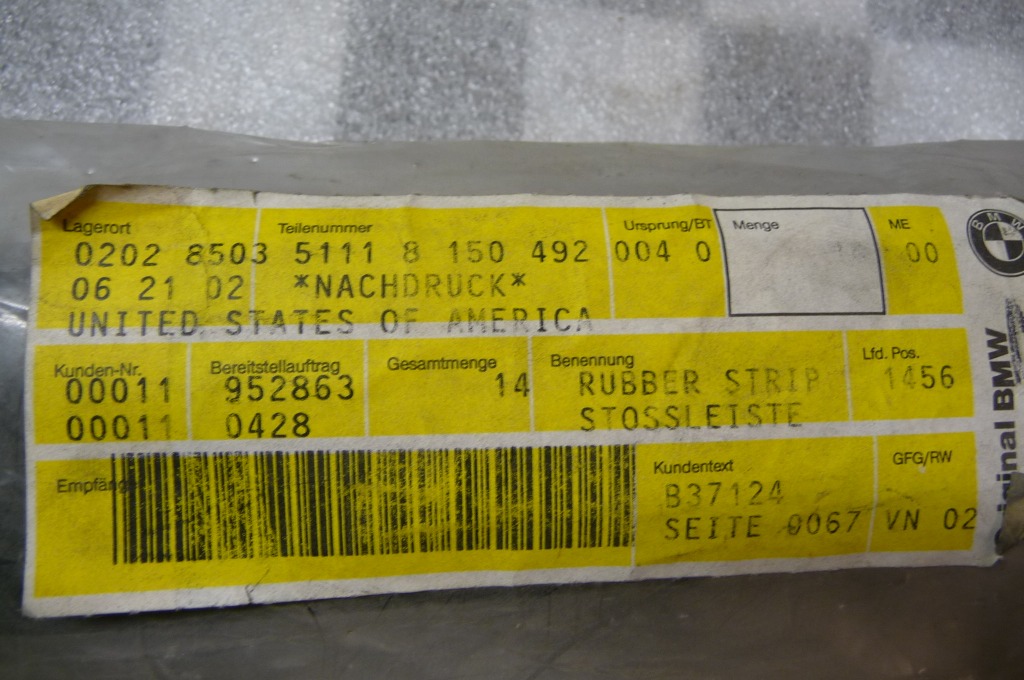 Lagerort Teilenummer Ursprung/BT Menge ME
0202 8503 5111 8 150 492 004 0 00
06 21 02 *NACHDRUCK*
UNITED STATES OF AMERICA
Kunden-Nr. Bereitstellauftrag Gesamtmenge Benennung Lfd. Pos.
00011 952863 14 RUBBER STRIP 1456
00011 0428 STOSSLEISTE
Empfänger Kundentext GFG/RW
B37124
SEITE 0067 VN 02
BMW
Original BMW